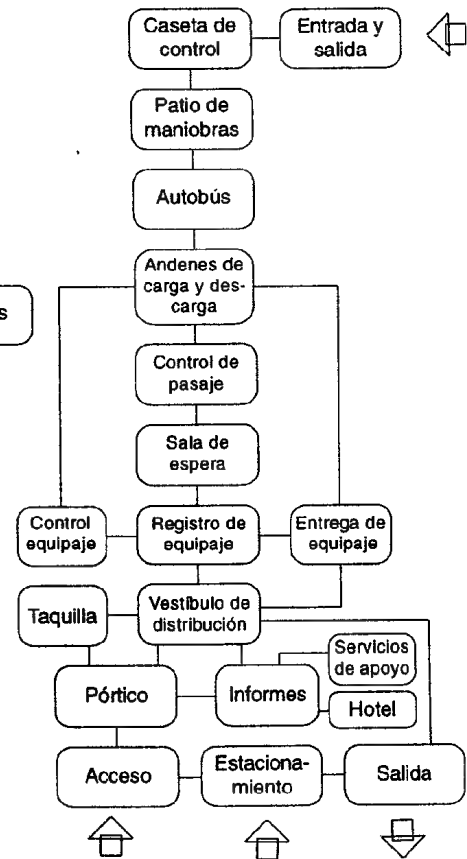 Caseta de
control
Entrada y
salida
Patio de
maniobras
Autobús
Andenes de
carga y des-
carga
s
Control de
pasaje
Sala de
espera
Control
equipaje
Registro de
equipaje
Entrega de
equipaje
Taquilla
Vestíbulo de
distribución
Servicios
de apoyo
Pórtico
Informes
Hotel
Acceso
Estaciona-
miento
Salida